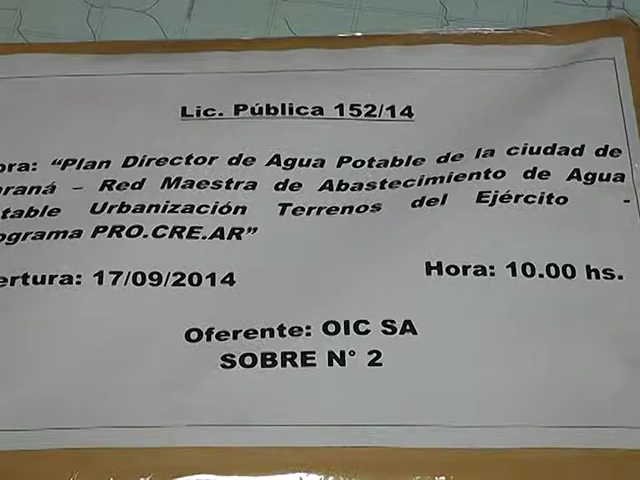 Lic. Pública 152/14
ora: “Plan Director de Agua Potable de la ciudad de
araná – Red Maestra de Abastecimiento de Agua
table Urbanización Terrenos del Ejército -
ograma PRO.CRE.AR”
ertura: 17/09/2014 Hora: 10.00 hs.
Oferente: OIC SA
SOBRE N° 2